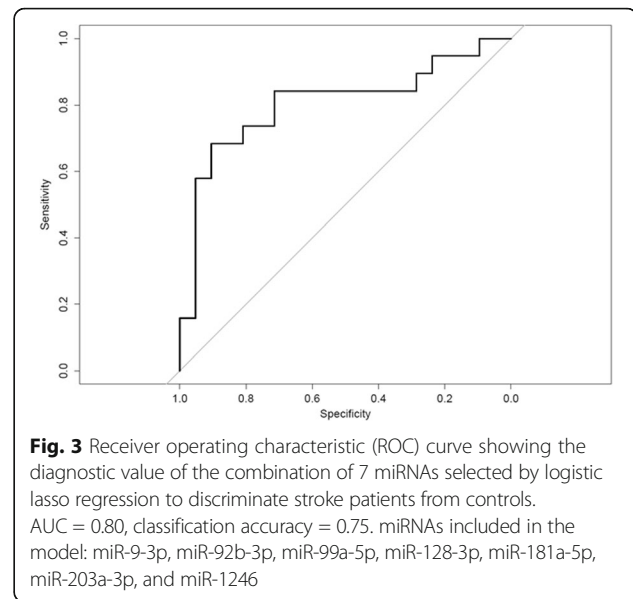 1.0
0.8
0.6
0.4
0.2
0.0
Sensitivity
1.0 0.8 0.6 0.4 0.2 0.0
Specificity
Fig. 3 Receiver operating characteristic (ROC) curve showing the
diagnostic value of the combination of 7 miRNAs selected by logistic
lasso regression to discriminate stroke patients from controls.
AUC = 0.80, classification accuracy = 0.75. miRNAs included in the
model: miR-9-3p, miR-92b-3p, miR-99a-5p, miR-128-3p, miR-181a-5p,
miR-203a-3p, and miR-1246